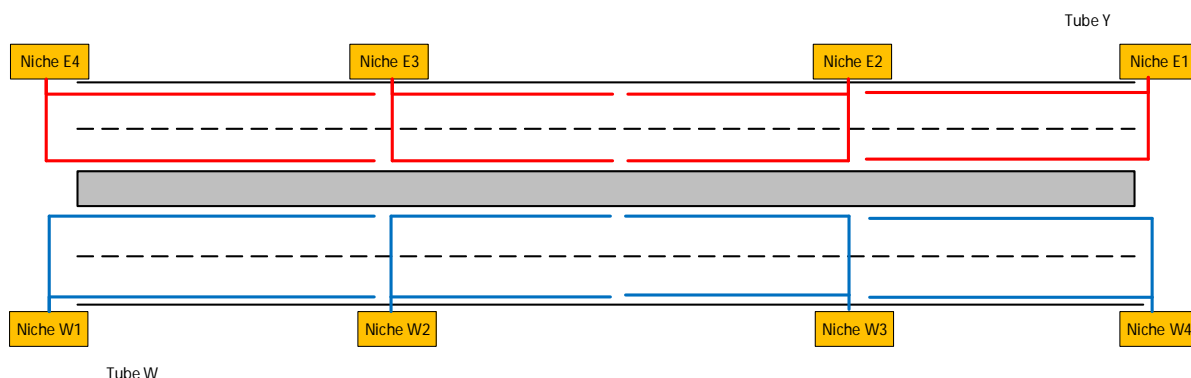 Tube Y
Niche E4
Niche E3
Niche E2
Niche E1
Niche W1
Niche W2
Niche W3
Niche W4
Tube W